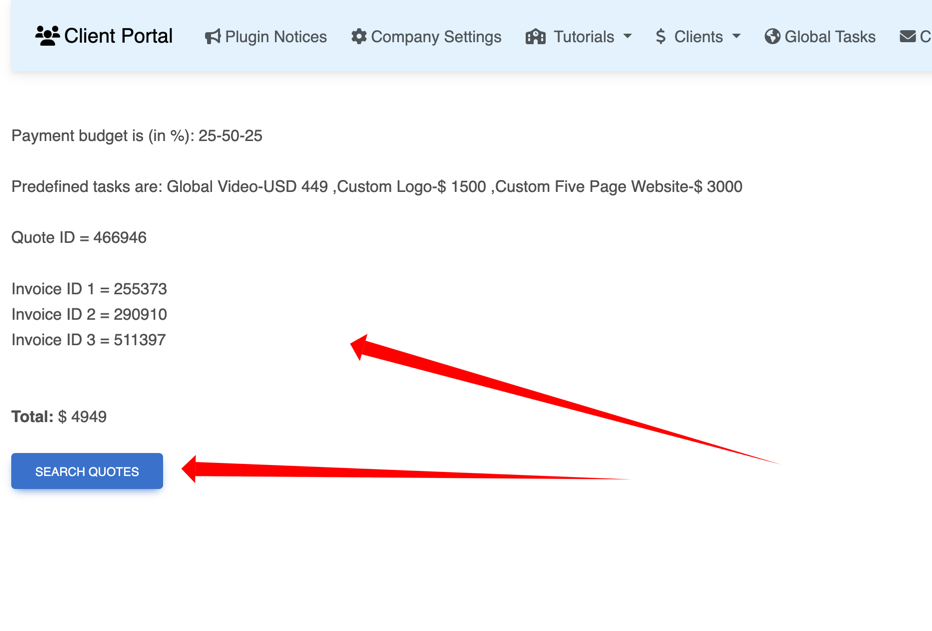 Client Portal
Plugin Notices
Company Settings
Tutorials
$ Clients
Global Tasks
C
Payment budget is (in %): 25-50-25
Predefined tasks are: Global Video-USD 449 ,Custom Logo-$ 1500 ,Custom Five Page Website-$ 3000
Quote ID = 466946
Invoice ID 1 = 255373
Invoice ID 2 = 290910
Invoice ID 3 = 511397
Total: $ 4949
SEARCH QUOTES